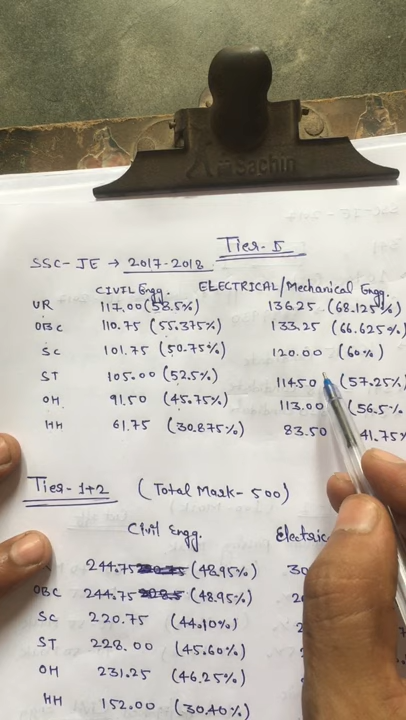 Sachin
Tier-II
SSC-JE → 2017-2018
CIVIL Engg. ELECTRICAL/Mechanical Engg.
UR 117.00 (58.5%) 136.25 (68.125%)
OBC 110.75 (55.375%) 133.25 (66.625%)
SC 101.75 (50.75%) 120.00 (60%)
ST 105.00 (52.5%) 114.50 (57.25%)
OH 91.50 (45.75%) 113.00 (56.5%
HH 61.75 (30.875%) 83.50 41.75%
Tier-1+2 (Total Mark-500)
Civil Engg. Electric
244.75 (48.95%) 30
OBC 244.75 (48.95%)
SC 220.75 (44.10%)
ST 228.00 (45.60%)
OH 231.25 (46.25%)
HH 152.00 (30.40%)